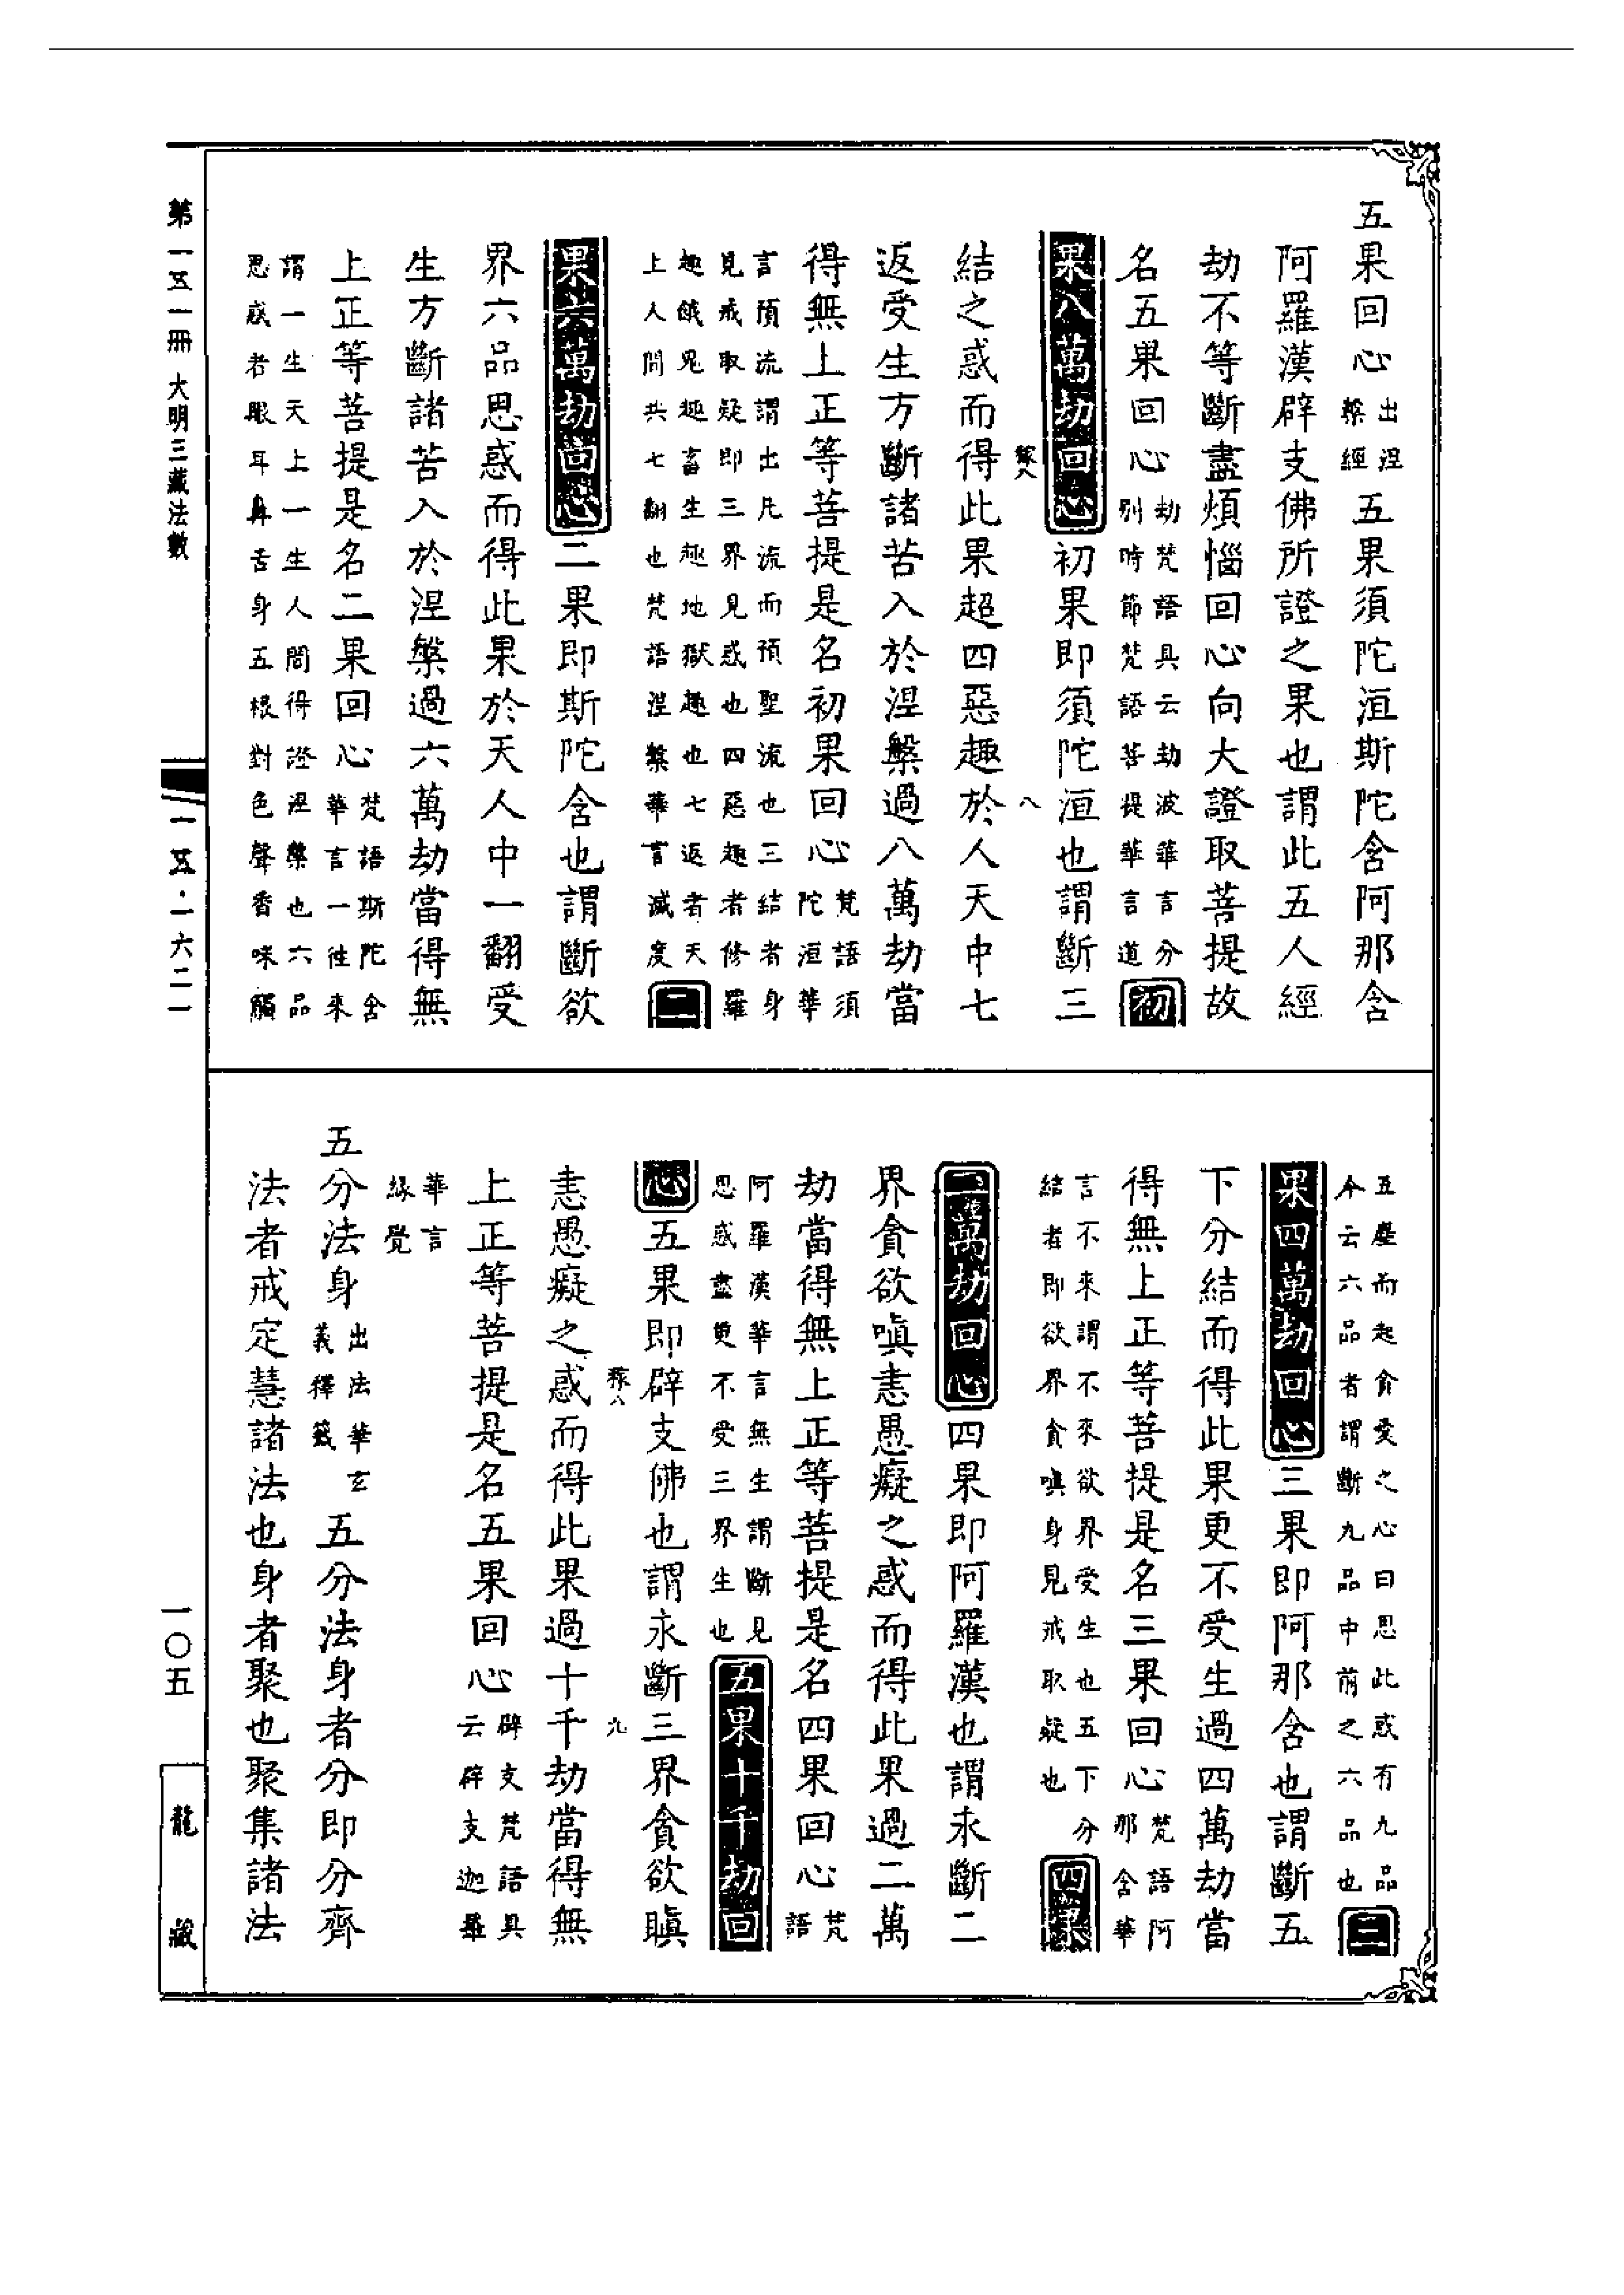 五果回心出涅槃經五果須陀洹斯陀含阿那含
阿羅漢辟支佛所證之果也謂此五人經
劫不等斷盡煩惱回心向大證取菩提故
名五果回心劫梵語具云劫波華言分別時節梵語菩提華言道初
果八萬劫回心初果即須陀洹也謂斷三
稼八 八
結之惑而得此果超四惡趣於人天中七
返受生方斷諸苦入於涅槃過八萬劫當
得無上正等菩提是名初果回心梵語須陀洹華
言預流謂出凡流而預聖流也三結者身見戒取疑即三界見惑也四惡趣者修羅
趣餓鬼趣畜生趣地獄趣也七返者天上人間共七翻也梵語涅槃華言滅度二
果六萬劫回心二果即斯陀含也謂斷欲
界六品思惑而得此果於天人中一翻受
生方斷諸苦入於涅槃過六萬劫當得無
上正等菩提是名二果回心梵語斯陀含華言一往來
謂一生天上一生人間得證涅槃也六品思惑者眼耳鼻舌身五根對色聲香味觸
五塵而起貪愛之心曰思此惑有九品今云六品者謂斷九品中前之六品也三
果四萬劫回心三果即阿那含也謂斷五
下分結而得此果更不受生過四萬劫當
得無上正等菩提是名三果回心梵語阿那含華
言不來謂不來欲界受生也五下分結者即欲界貪嗔身見戒取疑也四果
二萬劫回心四果即阿羅漢也謂永斷二
界貪欲嗔恚愚癡之惑而得此果過二萬
劫當得無上正等菩提是名四果回心梵語
阿羅漢華言無生謂斷見思惑盡更不受三界生也五果十千劫回
心五果即辟支佛也謂永斷三界貪欲瞋
稼八 九
恚愚癡之惑而得此果過十千劫當得無
上正等菩提是名五果回心辟支梵語具云辟支迦羅
華言緣覺
五分法身出法華玄義釋籤五分法身者分即分齊
法者戒定慧諸法也身者聚也聚集諸法
第一五一冊 大明三藏法數
一五·一六二一
一〇五
龍藏